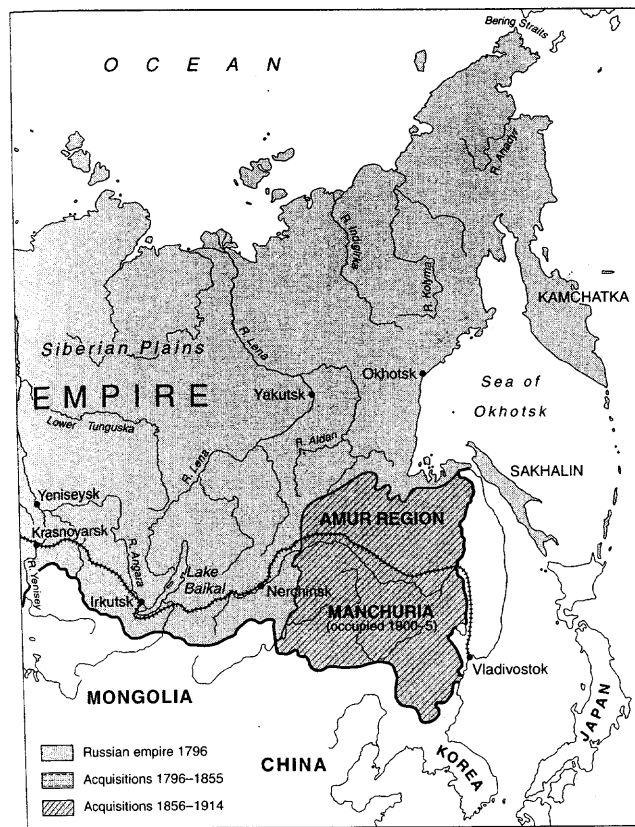 Bering Straits
OCEAN
R. Anadyr
R. Indigirka
R. Kolyma
KAMCHATKA
Siberian Plains
R. Lena
Okhotsk
Sea of
Okhotsk
EMPIRE
Yakutsk
Lower Tunguska
R. Lena
R. Aldan
SAKHALIN
Yeniseysk
AMUR REGION
Krasnoyarsk
R. Angara
Lake
Baikal
R. Yenisey
Nerchinsk
Irkutsk
MANCHURIA
(occupied 1900–5)
Vladivostok
MONGOLIA
JAPAN
CHINA
KOREA
Russian empire 1796
Acquisitions 1796–1855
Acquisitions 1856–1914